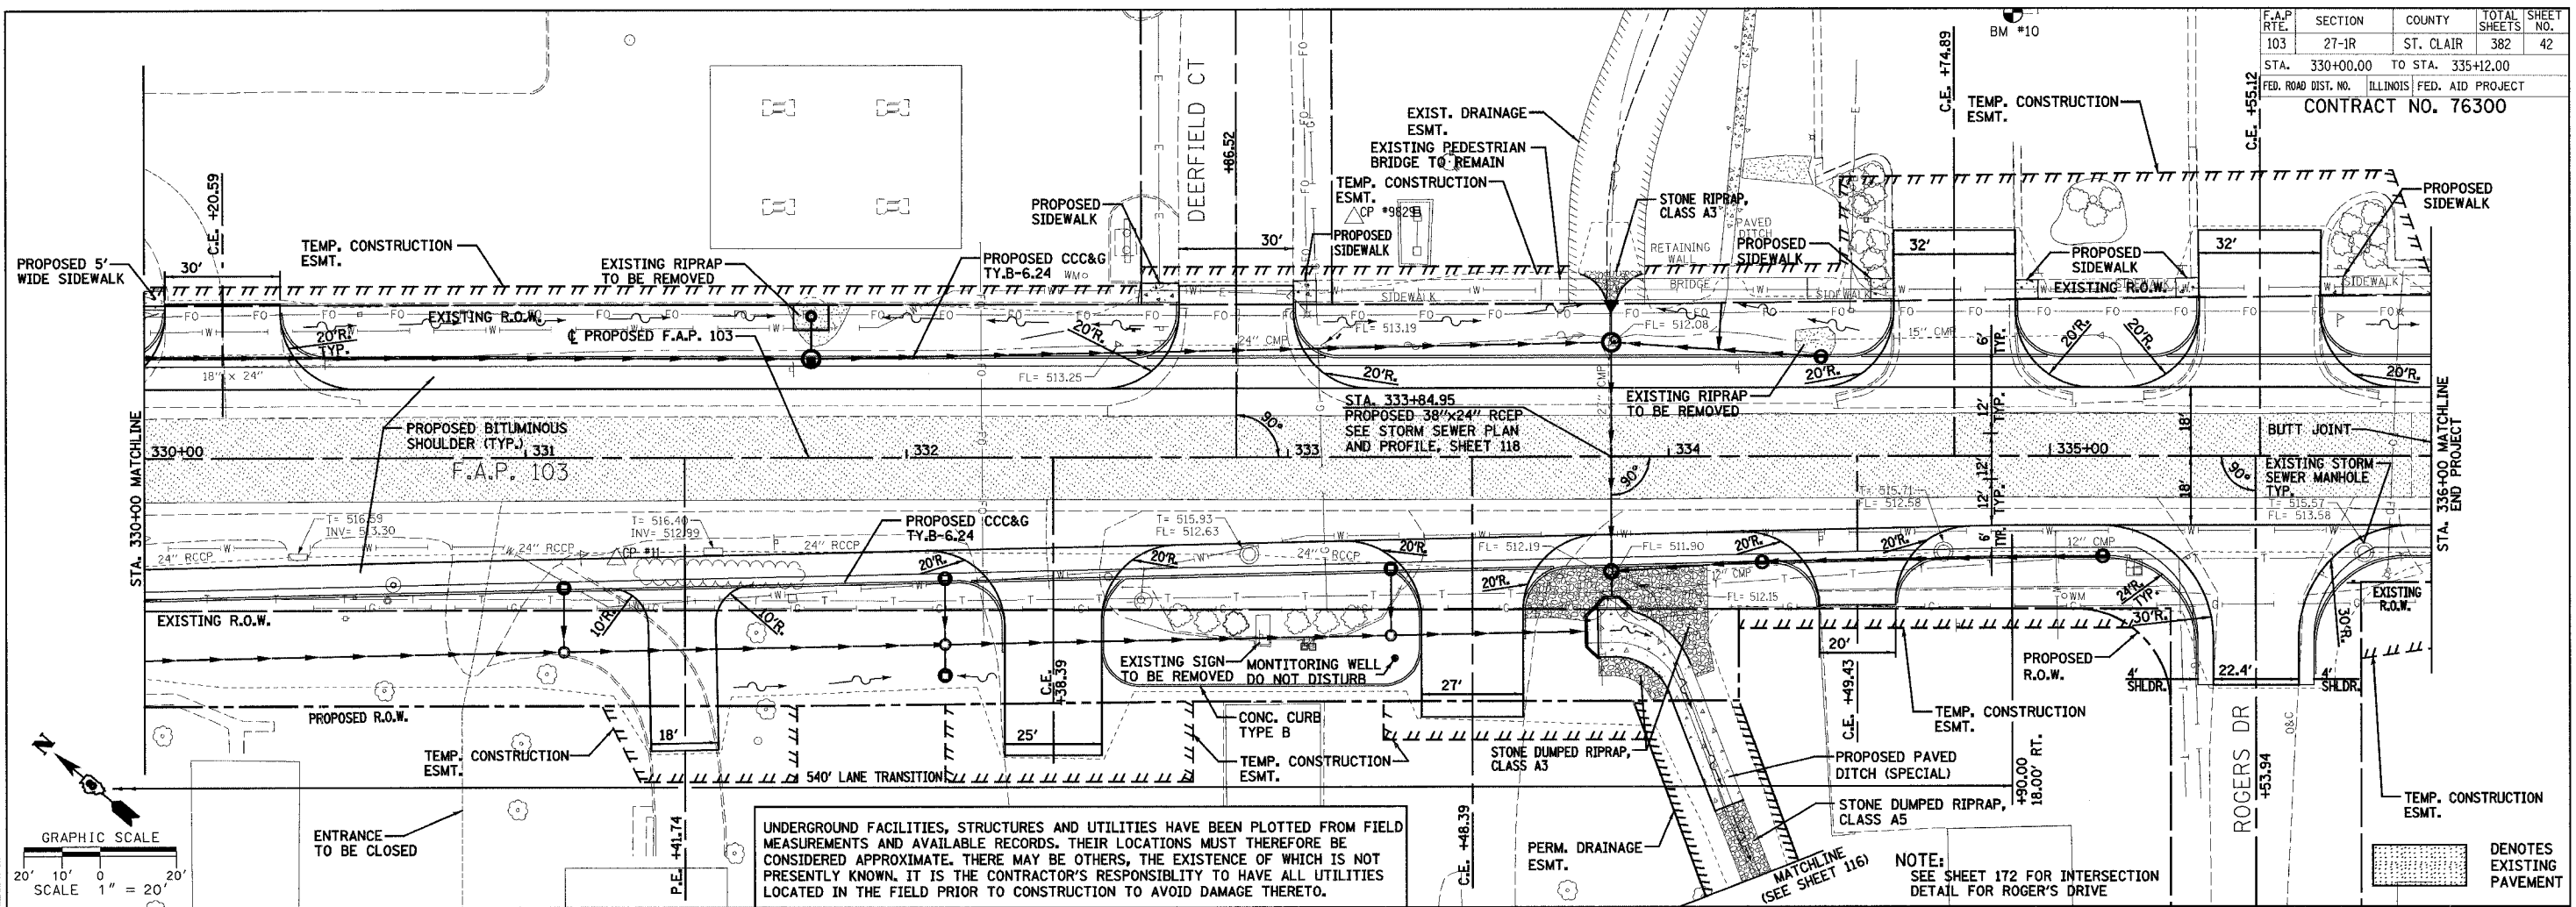 F.A.P. RTE.
SECTION
COUNTY
TOTAL SHEETS
SHEET NO.
103
27-1R
ST. CLAIR
382
42
STA. 330+00.00 TO STA. 335+12.00
FED. ROAD DIST. NO.
ILLINOIS
FED. AID PROJECT
CONTRACT NO. 76300
BM #10
C.E. +74.89
C.E. +55.12
TEMP. CONSTRUCTION
ESMT.
DEERFIELD CT
+86.52
EXIST. DRAINAGE
ESMT.
EXISTING PEDESTRIAN
BRIDGE TO REMAIN
TEMP. CONSTRUCTION
ESMT.
STONE RIPRAP,
CLASS A3
PAVED
DITCH
RETAINING
WALL
BRIDGE
PROPOSED
SIDEWALK
PROPOSED
SIDEWALK
PROPOSED
SIDEWALK
PROPOSED
SIDEWALK
PROPOSED
SIDEWALK
C.E. +20.59
PROPOSED 5'
WIDE SIDEWALK
30'
TEMP. CONSTRUCTION
ESMT.
EXISTING RIPRAP
TO BE REMOVED
PROPOSED CCC&G
TY.B-6.24
WM
30'
32'
32'
SIDEWALK
SIDEWALK
SIDEWALK
EXISTING R.O.W.
EXISTING R.O.W.
℄ PROPOSED F.A.P. 103
20'R.
TYP.
20'R.
20'R.
20'R.
20'R.
20'R.
20'R.
FL= 513.19
FL= 512.08
24" CMP
15" CMP
27" CMP
18" x 24"
FL= 513.25
EXISTING RIPRAP
TO BE REMOVED
STA. 333+84.95
PROPOSED 38"x24" RCEP
SEE STORM SEWER PLAN
AND PROFILE, SHEET 118
PROPOSED BITUMINOUS
SHOULDER (TYP.)
STA. 330+00 MATCHLINE
330+00
331
332
333
334
335+00
F.A.P. 103
90°
90°
90°
6' TYP.
12' TYP.
12'
12' TYP.
6' TYP.
18'
18'
BUTT JOINT
EXISTING STORM
SEWER MANHOLE
TYP.
T= 515.57
FL= 513.58
STA. 336+00 MATCHLINE
END PROJECT
T= 516.59
INV= 513.30
T= 516.40
INV= 512.99
T= 515.93
FL= 512.63
T= 515.71
FL= 512.58
24" RCCP
24" RCCP
24" RCCP
24" RCCP
CP #11
PROPOSED CCC&G
TY.B-6.24
FL= 512.19
FL= 511.90
12" CMP
12" CMP
FL= 512.15
20'R.
20'R.
20'R.
20'R.
20'R.
20'R.
10'R.
10'R.
24'R.
TYP.
30'R.
30'R.
WM
EXISTING R.O.W.
EXISTING
R.O.W.
PROPOSED R.O.W.
PROPOSED
R.O.W.
EXISTING SIGN
TO BE REMOVED
MONTITORING WELL
DO NOT DISTURB
C.E. +38.39
CONC. CURB
TYPE B
TEMP. CONSTRUCTION
ESMT.
TEMP. CONSTRUCTION
ESMT.
18'
25'
27'
20'
22.4'
4'
SHLDR.
4'
SHLDR.
540' LANE TRANSITION
STONE DUMPED RIPRAP,
CLASS A3
C.E. +49.43
TEMP. CONSTRUCTION
ESMT.
PROPOSED PAVED
DITCH (SPECIAL)
STONE DUMPED RIPRAP,
CLASS A5
+90.00
18.00' RT.
ROGERS DR
+53.94
O&C
TEMP. CONSTRUCTION
ESMT.
N
GRAPHIC SCALE
20' 10' 0 20'
SCALE 1" = 20'
ENTRANCE
TO BE CLOSED
P.E. +41.74
UNDERGROUND FACILITIES, STRUCTURES AND UTILITIES HAVE BEEN PLOTTED FROM FIELD
MEASUREMENTS AND AVAILABLE RECORDS. THEIR LOCATIONS MUST THEREFORE BE
CONSIDERED APPROXIMATE. THERE MAY BE OTHERS, THE EXISTENCE OF WHICH IS NOT
PRESENTLY KNOWN. IT IS THE CONTRACTOR'S RESPONSIBLITY TO HAVE ALL UTILITIES
LOCATED IN THE FIELD PRIOR TO CONSTRUCTION TO AVOID DAMAGE THERETO.
C.E. +48.39
PERM. DRAINAGE
ESMT.
MATCHLINE
(SEE SHEET 116)
NOTE:
SEE SHEET 172 FOR INTERSECTION
DETAIL FOR ROGER'S DRIVE
DENOTES
EXISTING
PAVEMENT